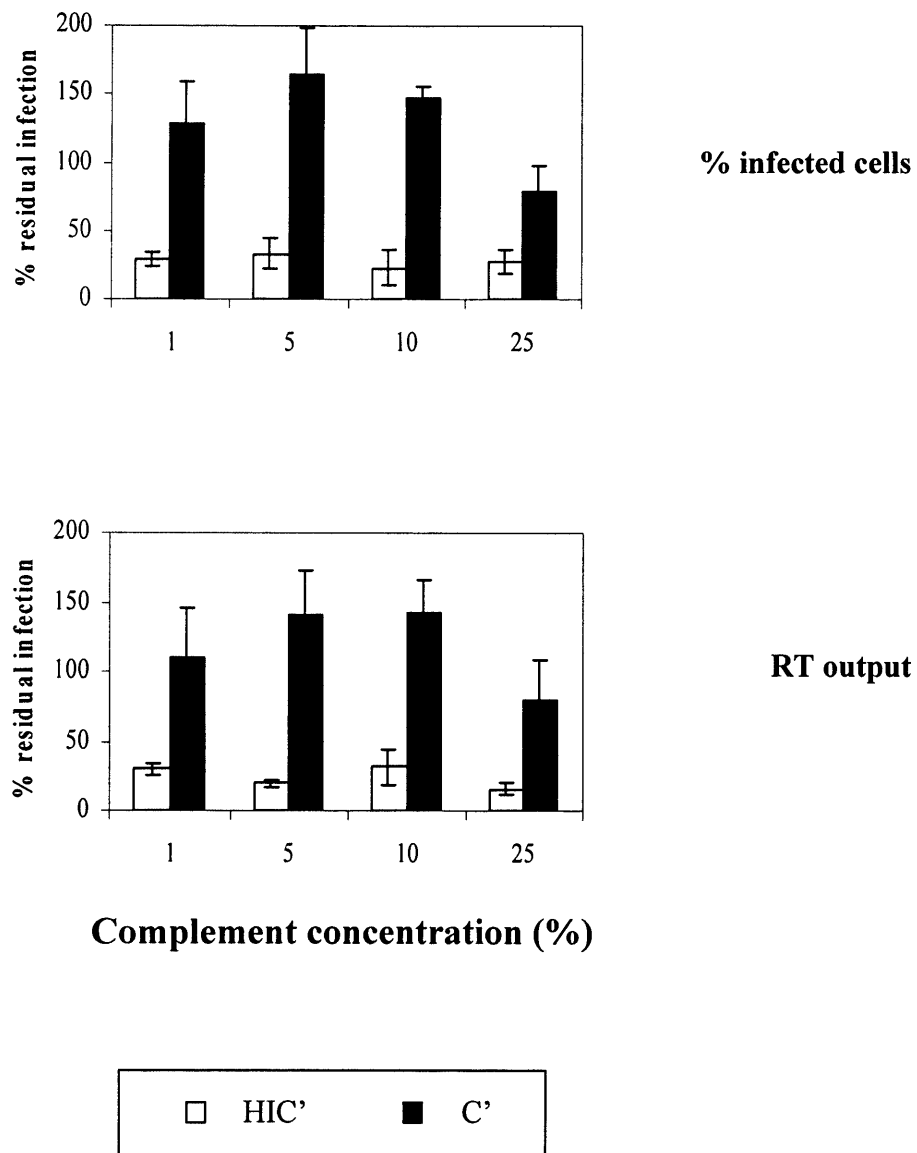 200
150
100
50
0
% residual infection
1 5 10 25
% infected cells
200
150
100
50
0
% residual infection
1 5 10 25
RT output
Complement concentration (%)
HIC’ C’